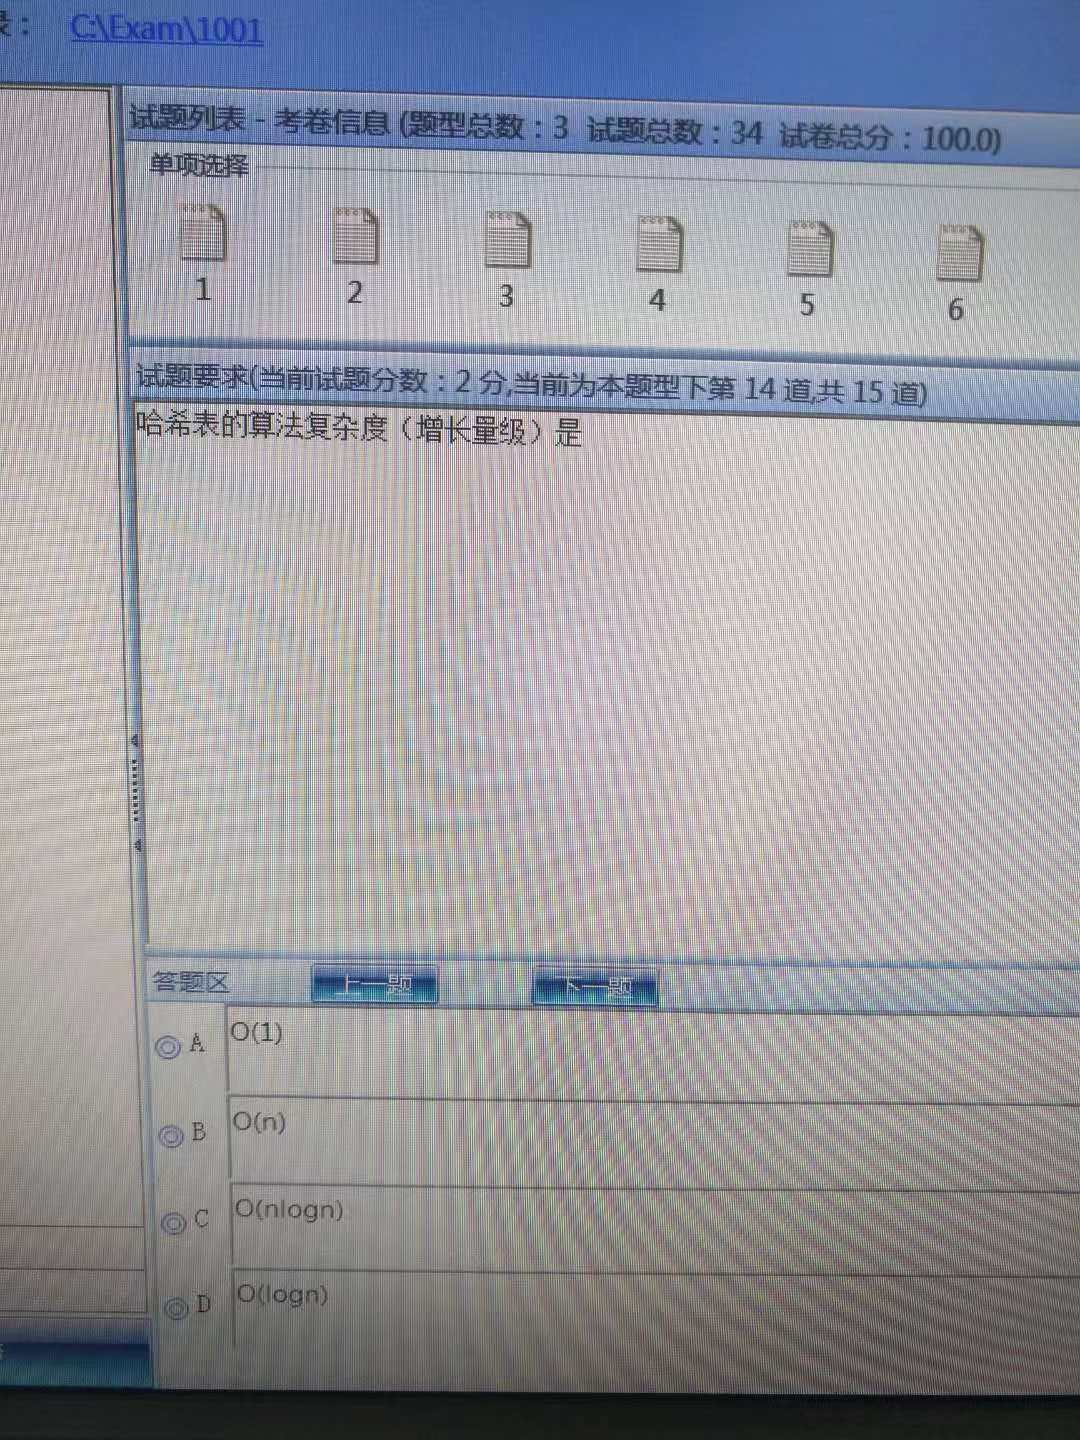 录： C:\Exam\1001
试题列表 - 考卷信息 (题型总数：3 试题总数：34 试卷总分：100.0)
单项选择
1 2 3 4 5 6
试题要求(当前试题分数：2 分,当前为本题型下第 14 道,共 15 道)
哈希表的算法复杂度（增长量级）是
答题区 上一题 下一题
A O(1)
B O(n)
C O(nlogn)
D O(logn)